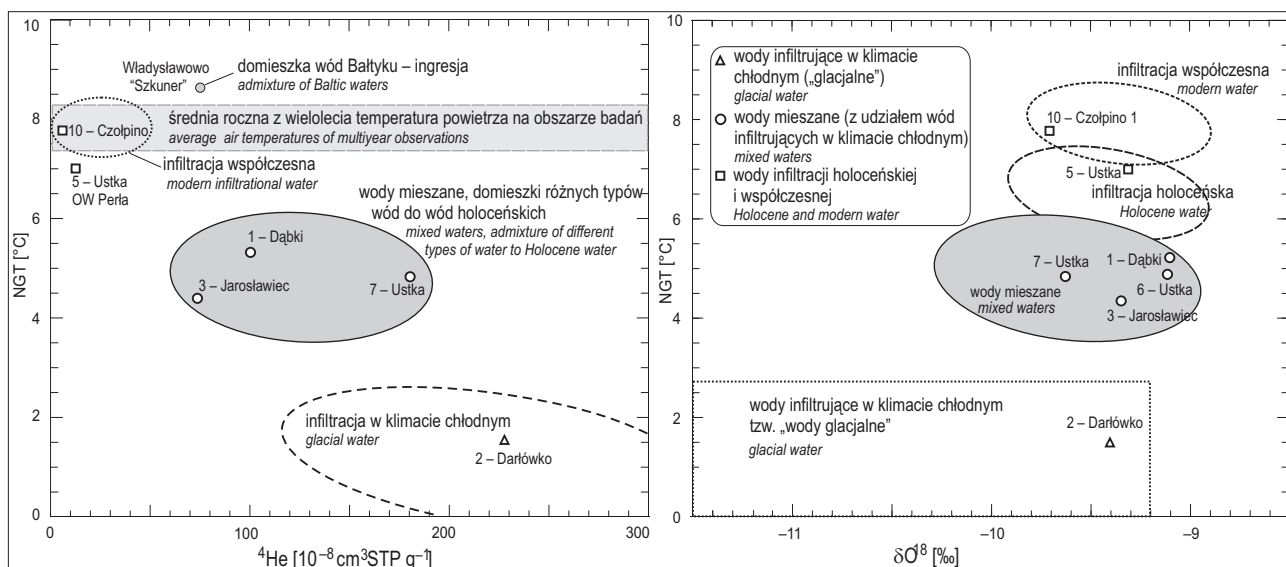 10
8
6
4
2
0
NGT [°C]
Władysławowo
“Szkuner”
domieszka wód Bałtyku – ingresja
admixture of Baltic waters
średnia roczna z wielolecia temperatura powietrza na obszarze badań
average air temperatures of multiyear observations
10 – Czołpino
infiltracja współczesna
modern infiltrational water
5 – Ustka
OW Perła
wody mieszane, domieszki różnych typów
wód do wód holoceńskich
mixed waters, admixture of different
types of water to Holocene water
1 – Dąbki
3 – Jarosławiec
7 – Ustka
infiltracja w klimacie chłodnym
glacial water
2 – Darłówko
0
100
200
300
⁴He [10⁻⁸ cm³STP g⁻¹]
10
8
6
4
2
0
NGT [°C]
wody infiltrujące w klimacie
chłodnym („glacjalne”)
glacial water
wody mieszane (z udziałem wód
infiltrujących w klimacie chłodnym)
mixed waters
wody infiltracji holoceńskiej
i współczesnej
Holocene and modern water
infiltracja współczesna
modern water
10 – Czołpino 1
5 – Ustka
infiltracja holoceńska
Holocene water
7 – Ustka
1 – Dąbki
wody mieszane
mixed waters
6 – Ustka
3 – Jarosławiec
wody infiltrujące w klimacie chłodnym
tzw. „wody glacjalne”
glacial water
2 – Darłówko
–11
–10
–9
δO¹⁸ [‰]